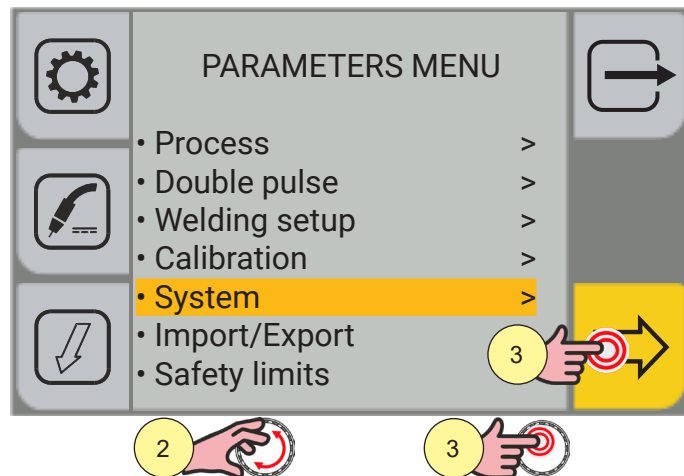 PARAMETERS MENU
• Process >
• Double pulse >
• Welding setup >
• Calibration >
• System >
• Import/Export
• Safety limits
3
2
3